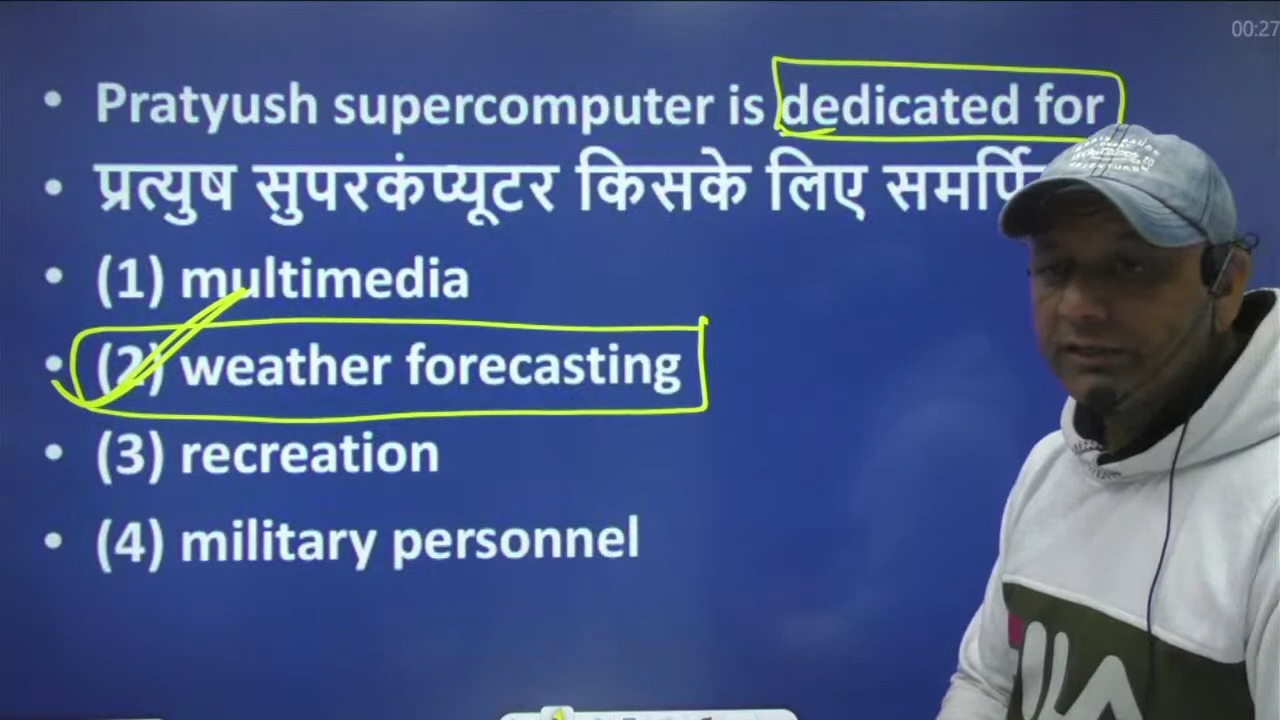 00:27
• Pratyush supercomputer is dedicated for
• प्रत्युष सुपरकंप्यूटर किसके लिए
• (1) multimedia
• (2) weather forecasting
• (3) recreation
• (4) military personnel